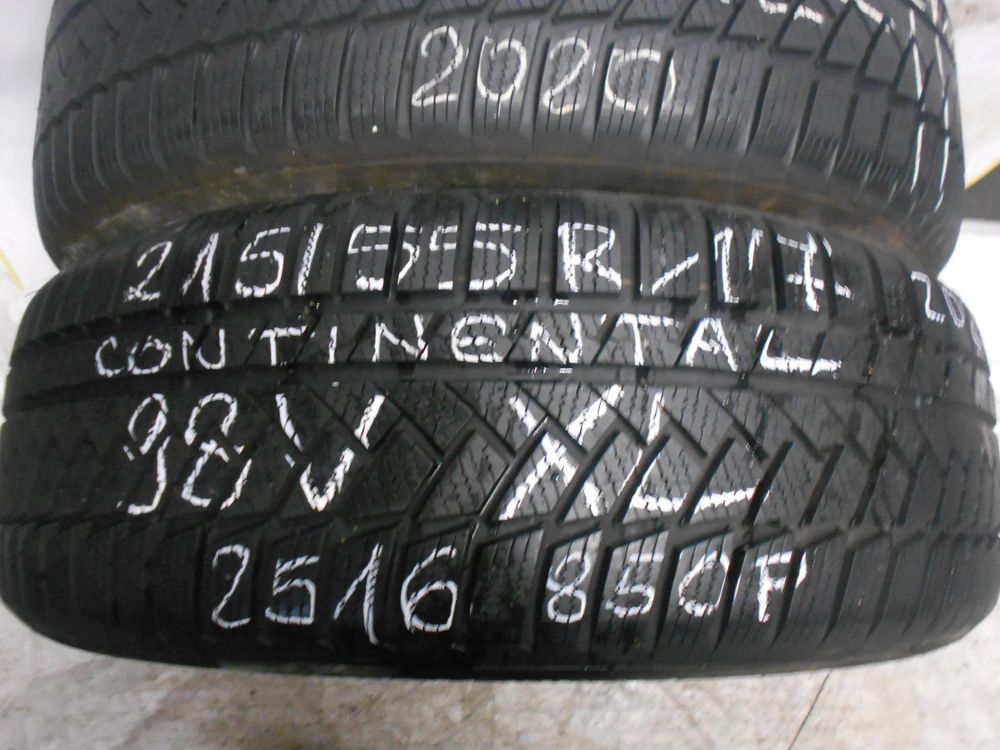 2020
215/55R/17
CONTINENTAL
98V XL
2516 850F